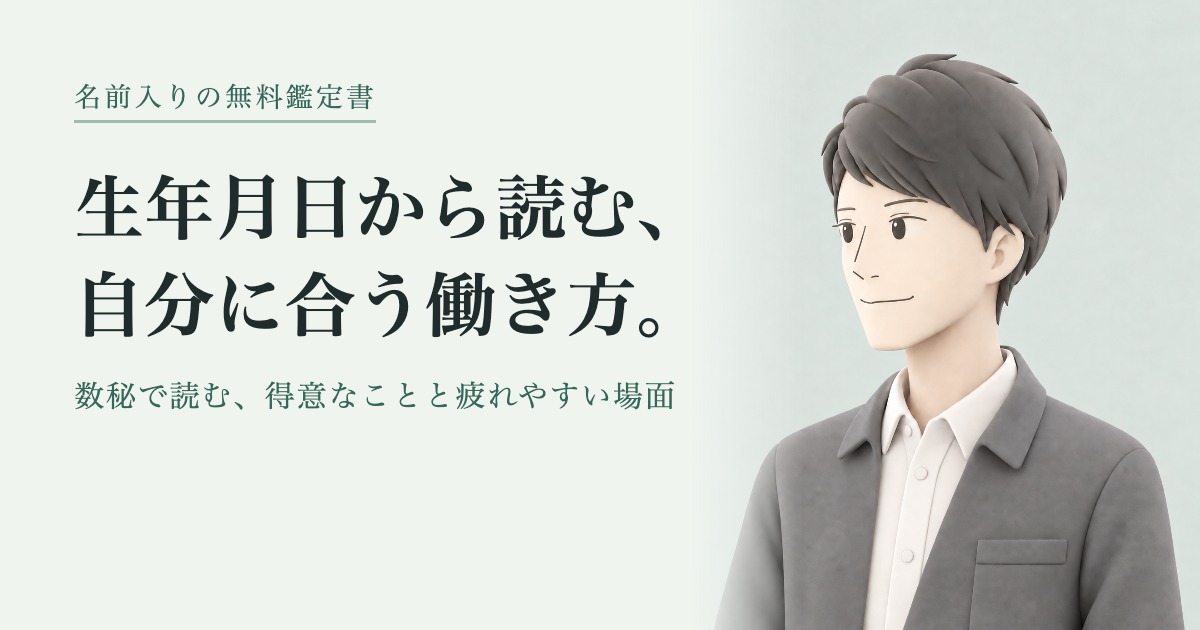 名前入りの無料鑑定書
生年月日から読む、
自分に合う働き方。
数秘で読む、得意なことと疲れやすい場面